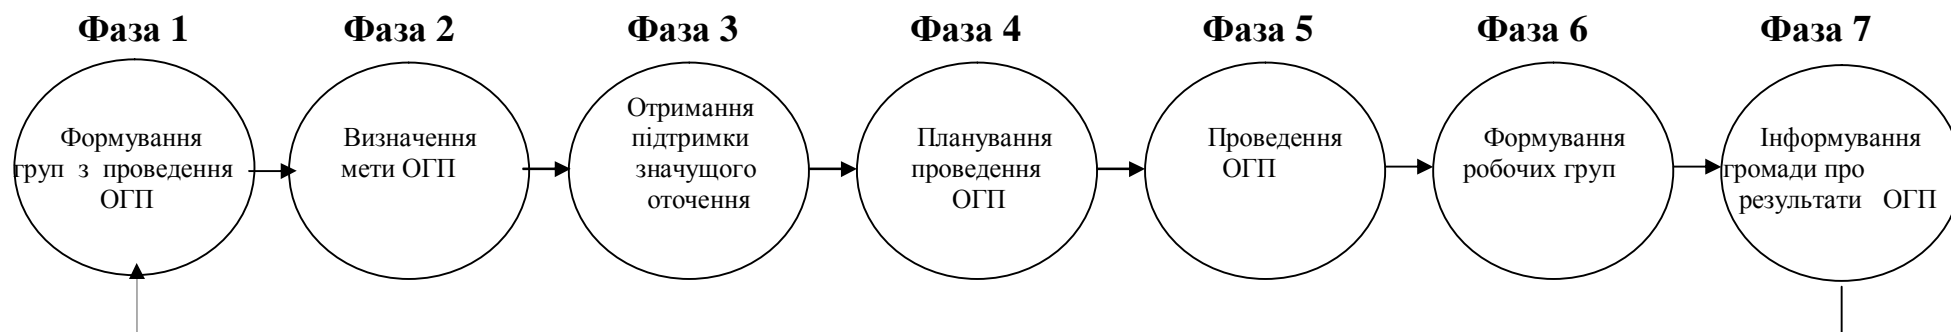 Фаза 1 Фаза 2 Фаза 3 Фаза 4 Фаза 5 Фаза 6 Фаза 7
Формування
груп з проведення
ОГП
Визначення
мети ОГП
Отримання
підтримки
значущого
оточення
Планування
проведення
ОГП
Проведення
ОГП
Формування
робочих груп
Інформування
громади про
результати ОГП